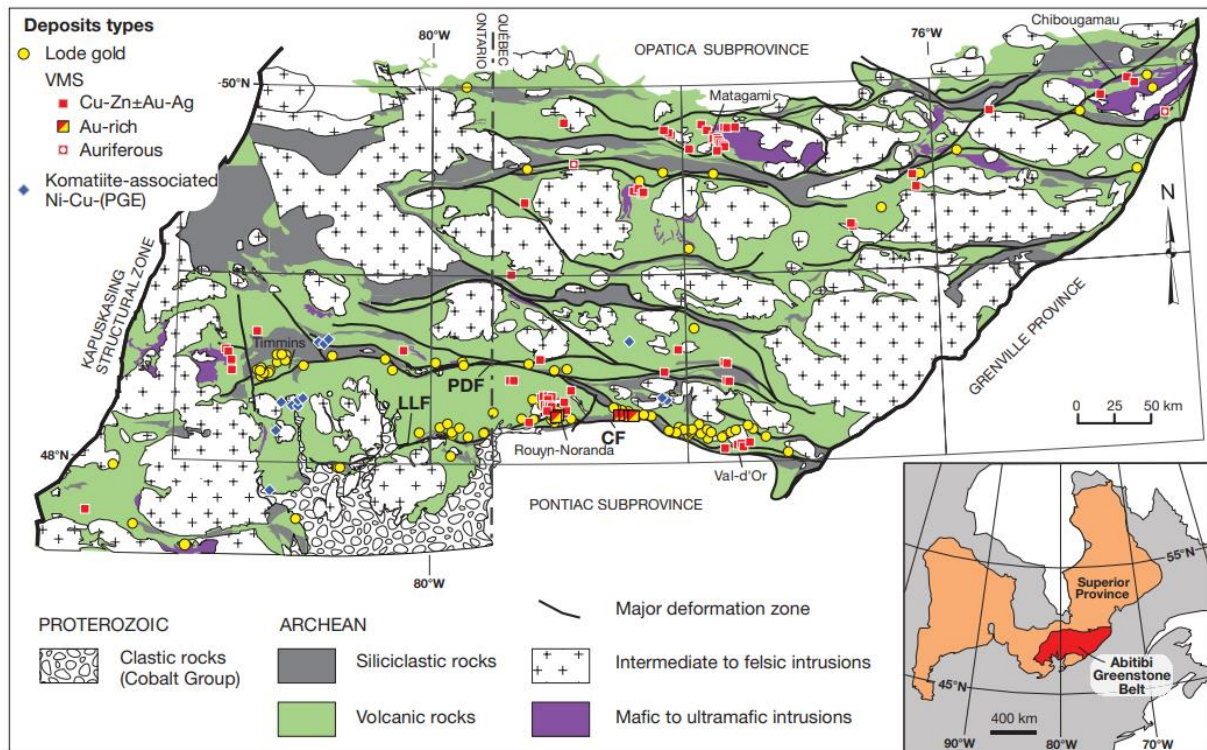 Deposits types
Lode gold
VMS
Cu-Zn±Au-Ag
Au-rich
Auriferous
Komatiite-associated
Ni-Cu-(PGE)
80°W
ONTARIO
QUÉBEC
OPATICA SUBPROVINCE
76°W
Chibougamau
50°N
Matagami
N
KAPUSKASING
STRUCTURAL ZONE
Timmins
PDF
LLF
CF
Rouyn-Noranda
Val-d'Or
GRENVILLE PROVINCE
0 25 50 km
48°N
PONTIAC SUBPROVINCE
80°W
PROTEROZOIC
Clastic rocks
(Cobalt Group)
ARCHEAN
Siliciclastic rocks
Volcanic rocks
Major deformation zone
Intermediate to felsic intrusions
Mafic to ultramafic intrusions
55°N
Superior
Province
Abitibi
Greenstone
Belt
45°N
400 km
90°W
80°W
70°W